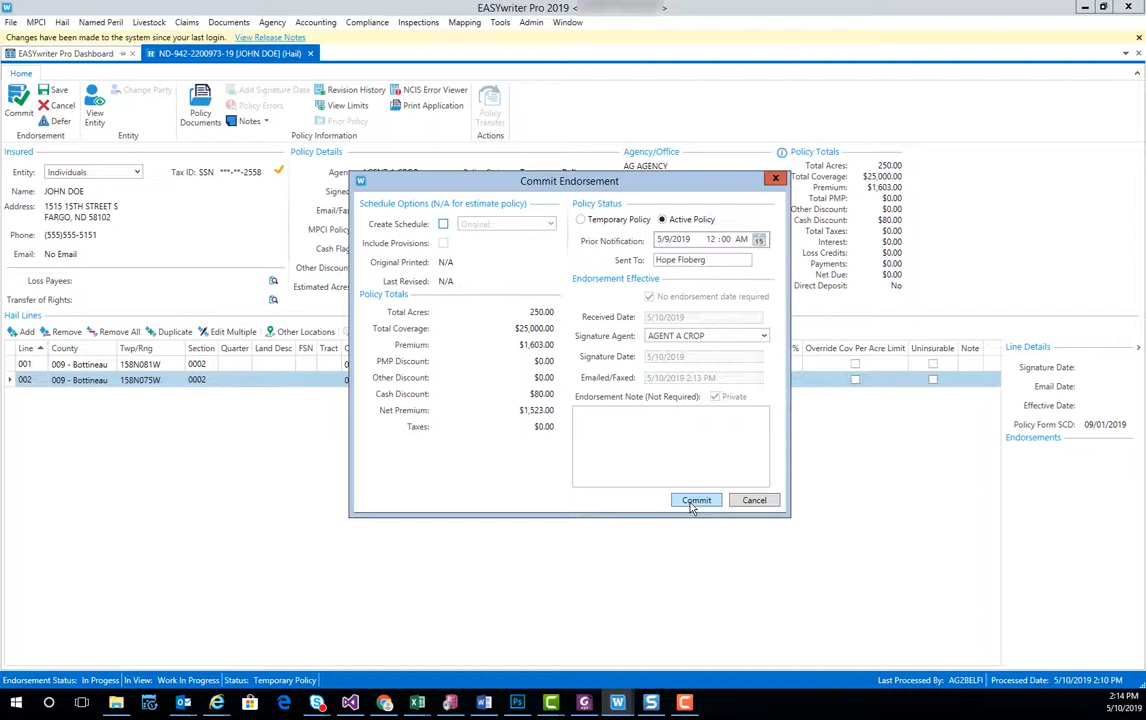 EASYwriter Pro 2019 < >
File MPCI Hail Named Peril Livestock Claims Documents Agency Accounting Compliance Inspections Mapping Tools Admin Window
Changes have been made to the system since your last login. View Release Notes
EASYwriter Pro Dashboard ND-942-2200973-19 [JOHN DOE] (Hail)
Home
Commit Save Cancel Defer
Endorsement
View Entity Change Party
Entity
Policy Documents Add Signature Date Policy Errors Notes Revision History View Limits Prior Policy NCIS Error Viewer Print Application
Policy Information
Policy Transfer
Actions
Insured
Entity: Individuals Tax ID: SSN ***-**-2558
Name: JOHN DOE
Address: 1515 15TH STREET S
FARGO, ND 58102
Phone: (555)555-5151
Email: No Email
Loss Payees:
Transfer of Rights:
Policy Details
Signed
Email/Fa
MPCI Policy
Cash Flag
Other Discount
Estimated Acres
Agency/Office
AG AGENCY
Policy Totals
Total Acres: 250.00
Total Coverage: $25,000.00
Premium: $1,603.00
Total PMP: $0.00
Other Discount: $0.00
Cash Discount: $80.00
Total Taxes: $0.00
Interest: $0.00
Loss Credits: $0.00
Payments: $0.00
Net Due: $0.00
Direct Deposit: No
Hail Lines
Add Remove Remove All Duplicate Edit Multiple Other Locations
Line County Twp/Rng Section Quarter Land Desc FSN Tract % Override Cov Per Acre Limit Uninsurable Note
001 009 - Bottineau 158N081W 0002
002 009 - Bottineau 158N075W 0002
Line Details
Signature Date:
Email Date:
Effective Date:
Policy Form SCD: 09/01/2019
Endorsements
Commit Endorsement
Schedule Options (N/A for estimate policy)
Create Schedule: Original
Include Provisions:
Original Printed: N/A
Last Revised: N/A
Policy Totals
Total Acres: 250.00
Total Coverage: $25,000.00
Premium: $1,603.00
PMP Discount: $0.00
Other Discount: $0.00
Cash Discount: $80.00
Net Premium: $1,523.00
Taxes: $0.00
Policy Status
Temporary Policy Active Policy
Prior Notification: 5/9/2019 12 :00 AM 15
Sent To: Hope Floberg
Endorsement Effective
No endorsement date required
Received Date: 5/10/2019
Signature Agent: AGENT A CROP
Signature Date: 5/10/2019
Emailed/Faxed: 5/10/2019 2:13 PM
Endorsement Note (Not Required): Private
Commit Cancel
Endorsement Status: In Progess In View: Work In Progress Status: Temporary Policy Last Processed By: AG2BELFI Processed Date: 5/10/2019 2:10 PM
2:14 PM
5/10/2019